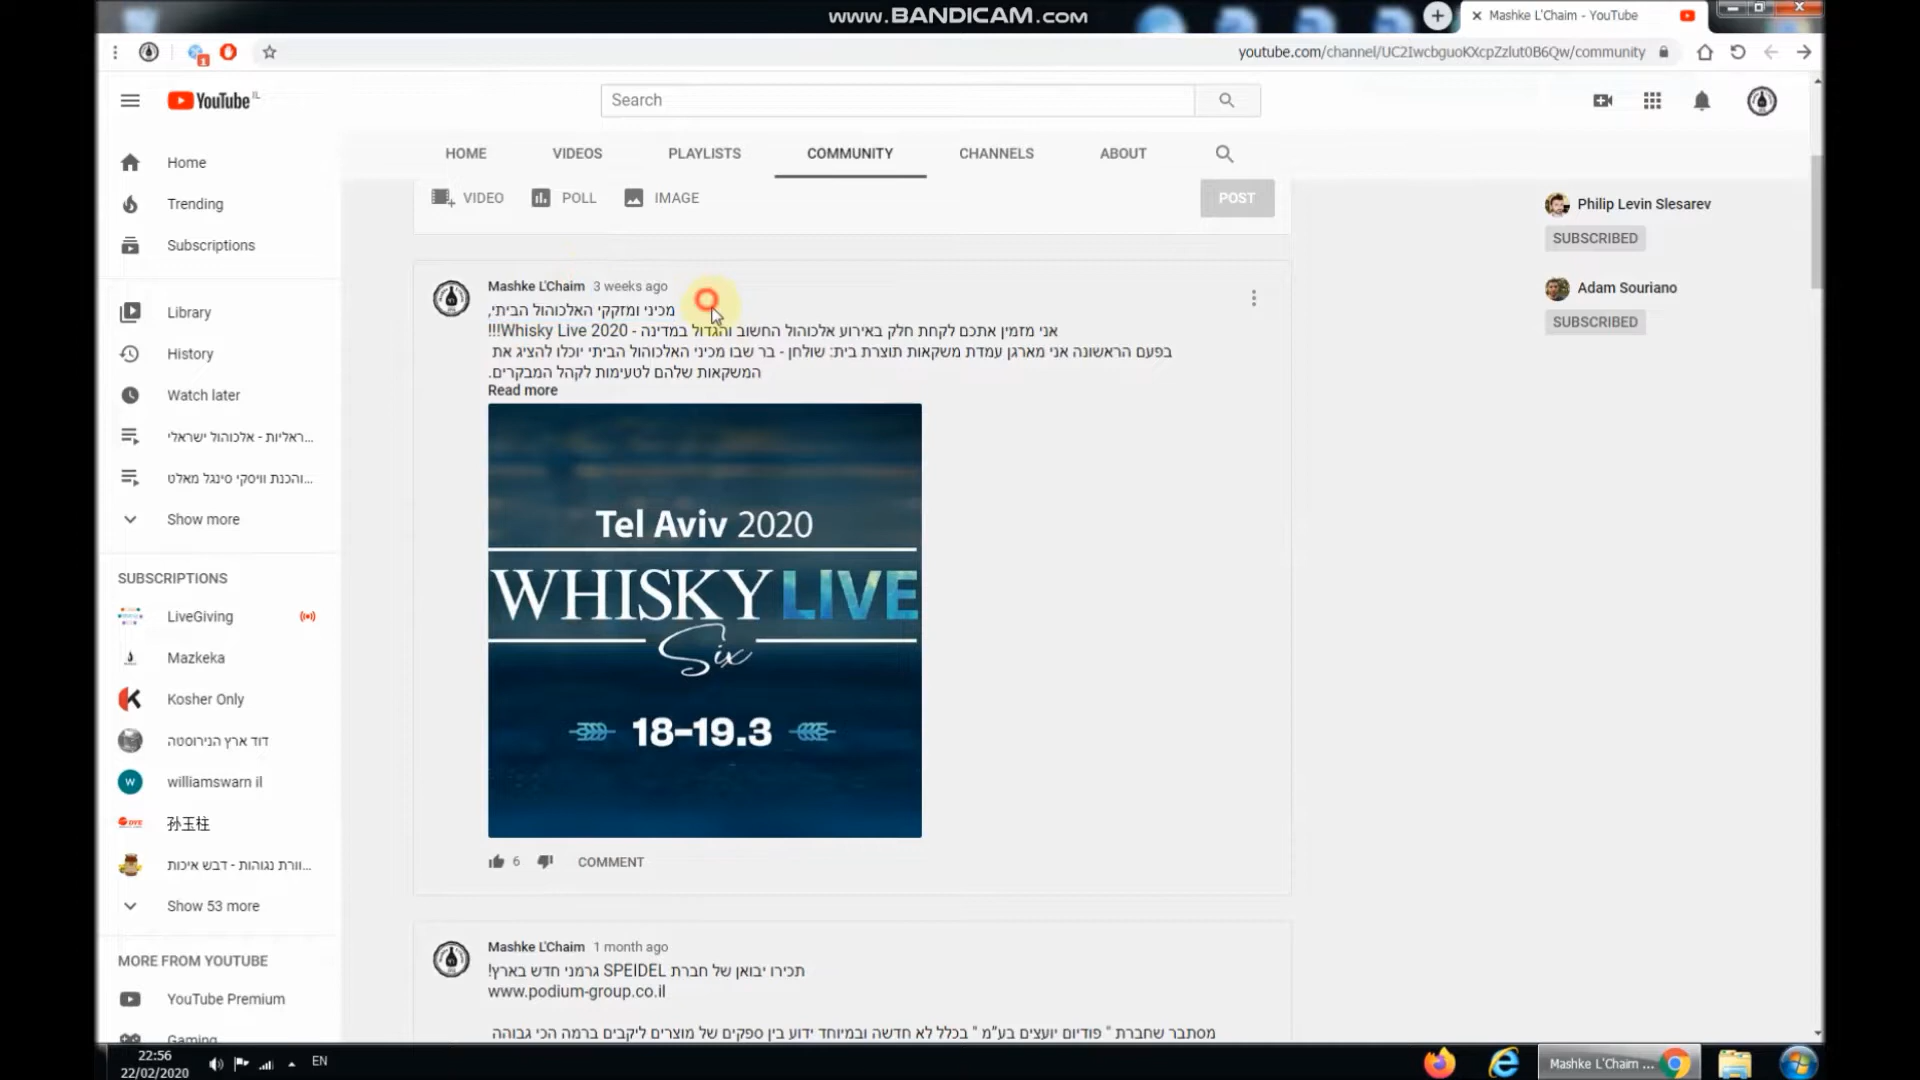 www.BANDICAM.com
Mashke L'Chaim - YouTube
youtube.com/channel/UC2IwcbguoKXcpZzlut0B6Qw/community
YouTube IL
Search
HOME VIDEOS PLAYLISTS COMMUNITY CHANNELS ABOUT
VIDEO POLL IMAGE POST
Home
Trending
Subscriptions
Library
History
Watch later
...ראליות - אלכוהול ישראלי
...והכנת וויסקי סינגל מאלט
Show more
SUBSCRIPTIONS
LiveGiving
Mazkeka
Kosher Only
דוד ארץ הנירוסטה
W williamswarn il
DYE 孙玉柱
...וורת נגוהות - דבש איכות
Show 53 more
MORE FROM YOUTUBE
YouTube Premium
Gaming
Mashke L'Chaim 3 weeks ago
מכיני ומזקקי האלכוהול הביתי,
אני מזמין אתכם לקחת חלק באירוע אלכוהול החשוב והגדול במדינה - Whisky Live 2020!!!
בפעם הראשונה אני מארגן עמדת משקאות תוצרת בית: שולחן - בר שבו מכיני האלכוהול הביתי יוכלו להציג את
המשקאות שלהם לטעימות לקהל המבקרים.
Read more
Tel Aviv 2020
WHISKY LIVE
Six
18-19.3
6 COMMENT
Mashke L'Chaim 1 month ago
תכירו יבואן של חברת SPEIDEL גרמני חדש בארץ!
www.podium-group.co.il
מסתבר שחברת " פודיום יועצים בע"מ " בכלל לא חדשה ובמיוחד ידוע בין ספקים של מוצרים ליקבים ברמה הכי גבוהה
Philip Levin Slesarev
SUBSCRIBED
Adam Souriano
SUBSCRIBED
22:56
22/02/2020
EN
Mashke L'Chaim ...